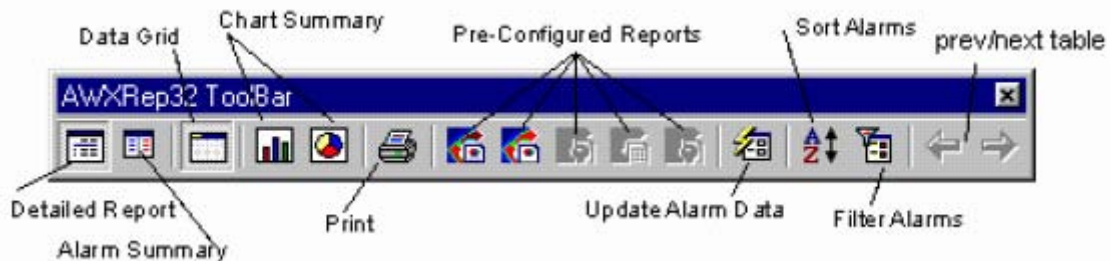 Chart Summary
Data Grid
Pre-Configured Reports
Sort Alarms
prev/next table
AWXRep32 ToolBar
A
Z
Detailed Report
Print
Update Alarm Data
Filter Alarms
Alarm Summary